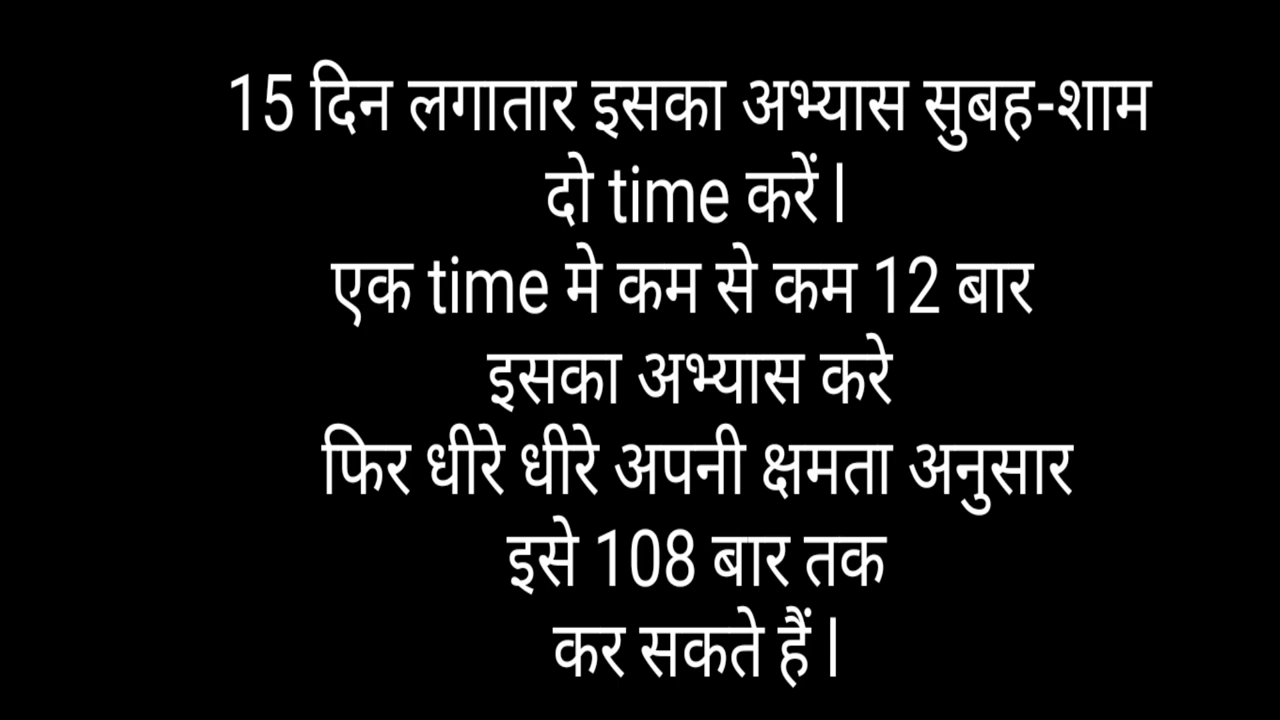 15 दिन लगातार इसका अभ्यास सुबह-शाम
दो time करें l
एक time मे कम से कम 12 बार
इसका अभ्यास करे
फिर धीरे धीरे अपनी क्षमता अनुसार
इसे 108 बार तक
कर सकते हैं l